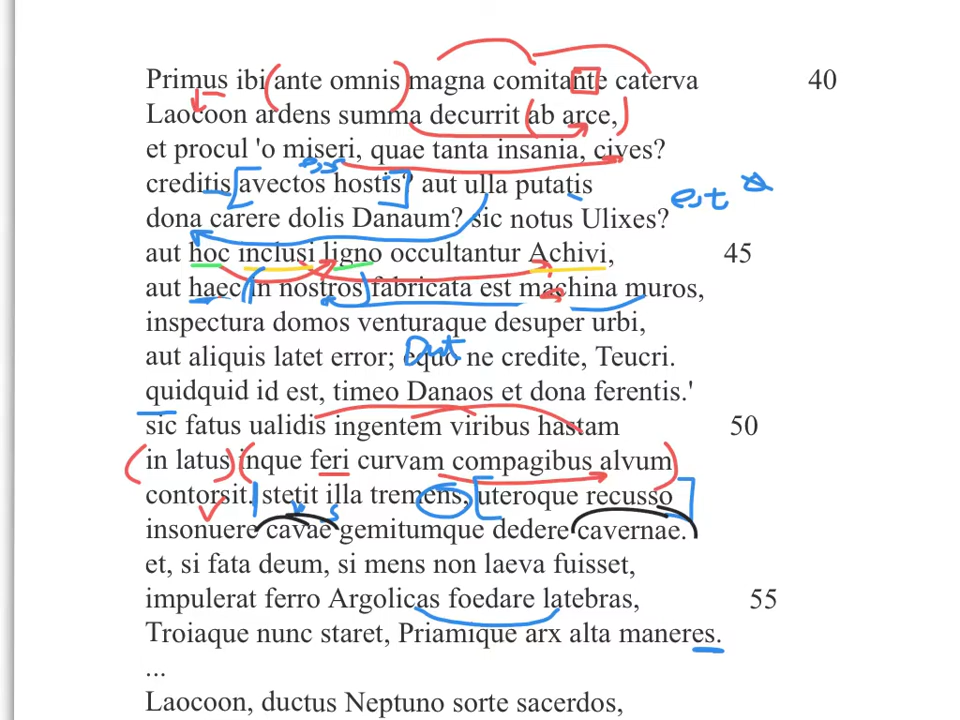 Primus ibi ante omnis magna comitante caterva 40
Laocoon ardens summa decurrit ab arce,
et procul 'o miseri, quae tanta insania, cives?
ess
creditis avectos hostis? aut ulla putatis
est
dona carere dolis Danaum? sic notus Ulixes?
aut hoc inclusi ligno occultantur Achivi, 45
aut haec in nostros fabricata est machina muros,
inspectura domos venturaque desuper urbi,
Dat
aut aliquis latet error; equo ne credite, Teucri.
quidquid id est, timeo Danaos et dona ferentis.'
sic fatus ualidis ingentem viribus hastam 50
in latus inque feri curvam compagibus alvum
contorsit. stetit illa tremens, uteroque recusso
V S
insonuere cavae gemitumque dedere cavernae.
et, si fata deum, si mens non laeva fuisset,
impulerat ferro Argolicas foedare latebras, 55
Troiaque nunc staret, Priamique arx alta maneres.
...
Laocoon, ductus Neptuno sorte sacerdos,